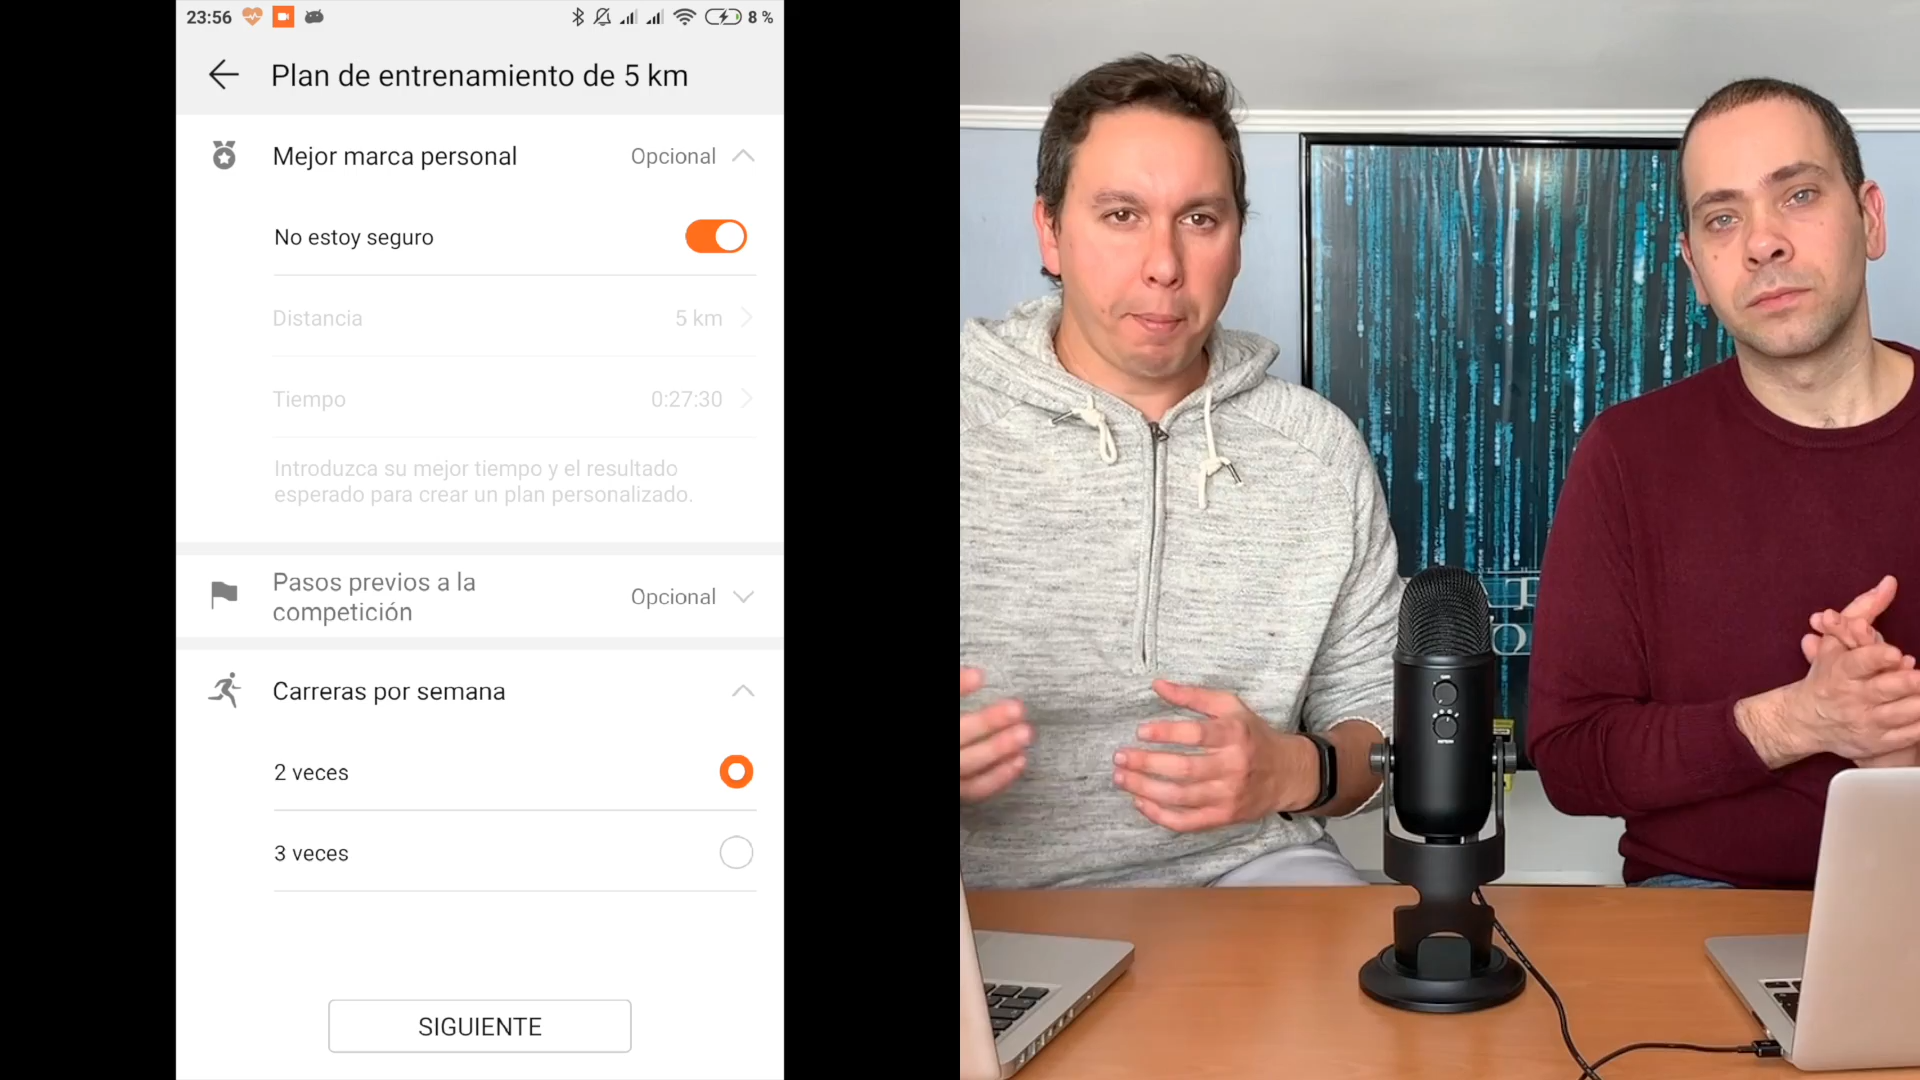 23:56
8 %
Plan de entrenamiento de 5 km
Mejor marca personal
Opcional
No estoy seguro
Distancia
5 km
Tiempo
0:27:30
Introduzca su mejor tiempo y el resultado
esperado para crear un plan personalizado.
Pasos previos a la
competición
Opcional
Carreras por semana
2 veces
3 veces
SIGUIENTE